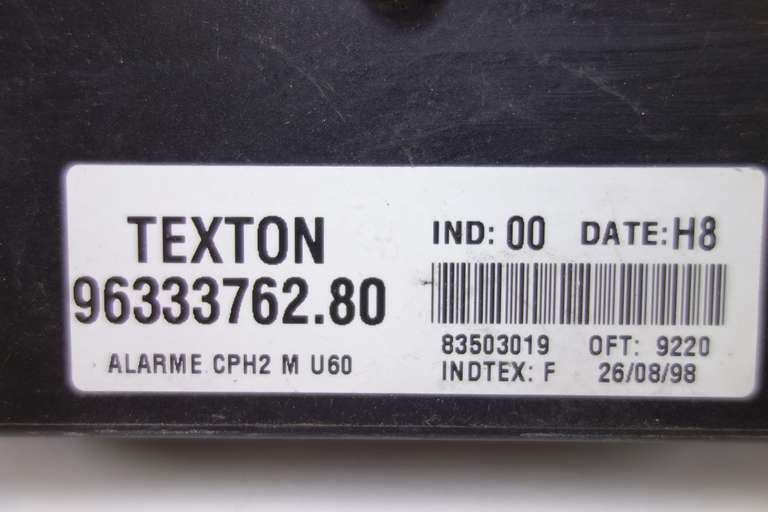 TEXTON
96333762.80
ALARME CPH2 M U60
IND: 00 DATE: H8
83503019 OFT: 9220
INDTEX: F 26/08/98